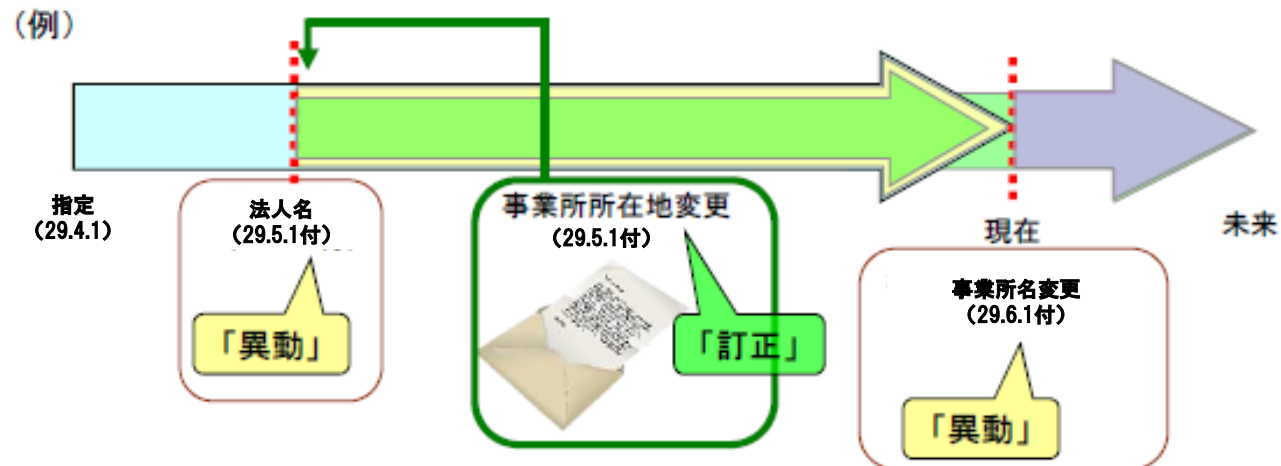 （例）
指定
（29.4.1）
法人名
（29.5.1付）
「異動」
事業所所在地変更
（29.5.1付）
「訂正」
現在
事業所名変更
（29.6.1付）
「異動」
未来